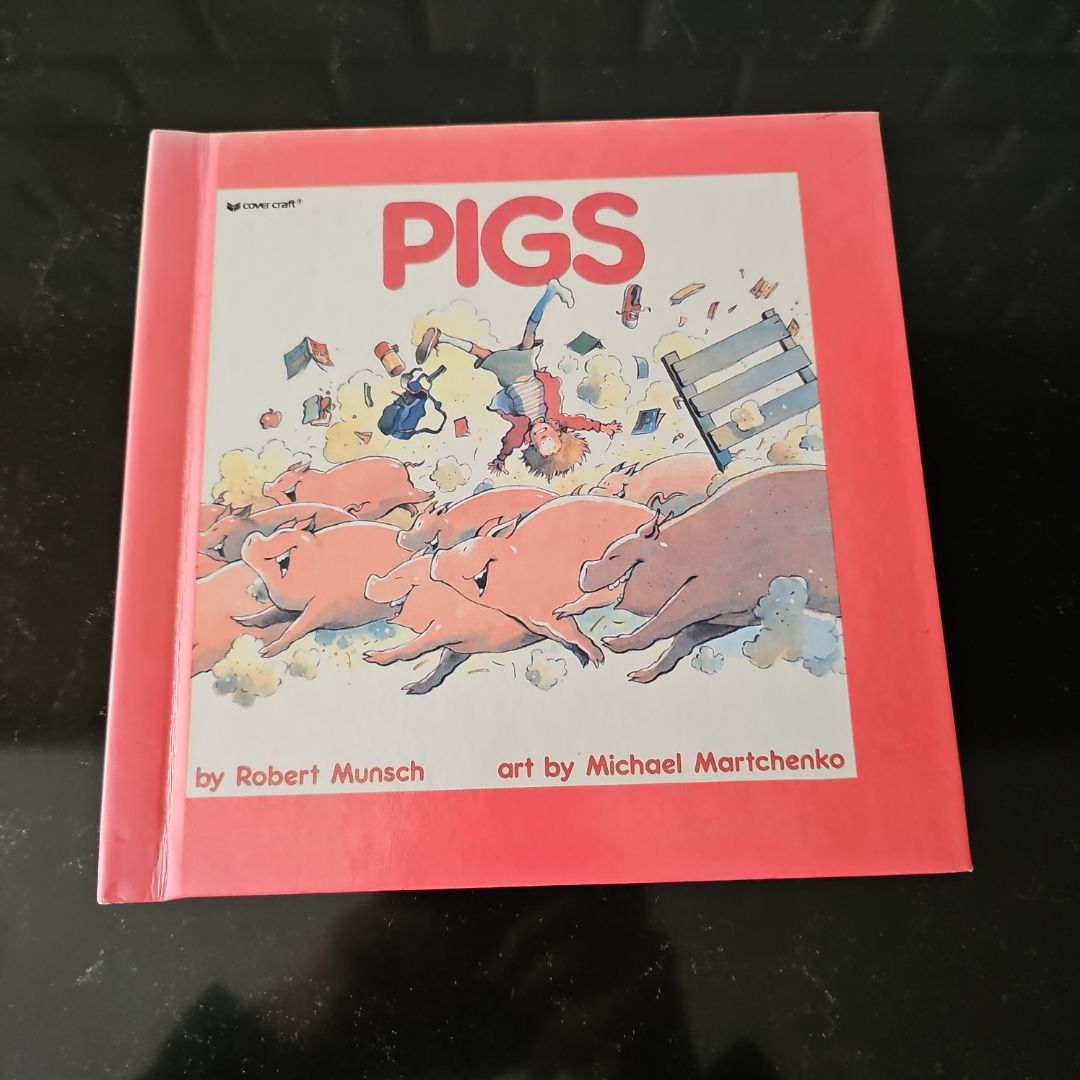 cover craft®
PIGS
by Robert Munsch
art by Michael Martchenko